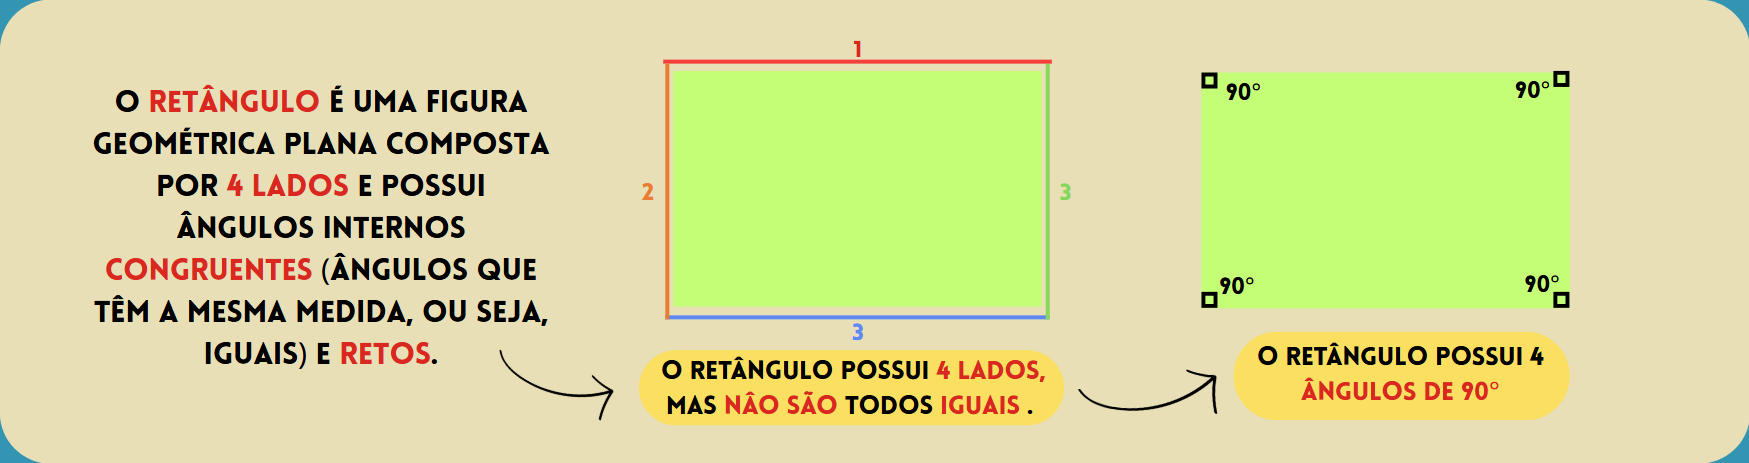 O RETÂNGULO É UMA FIGURA
GEOMÉTRICA PLANA COMPOSTA
POR 4 LADOS E POSSUI
ÂNGULOS INTERNOS
CONGRUENTES (ÂNGULOS QUE
TÊM A MESMA MEDIDA, OU SEJA,
IGUAIS) E RETOS.
1
2
3
3
O RETÂNGULO POSSUI 4 LADOS,
MAS NÂO SÃO TODOS IGUAIS .
90°
90°
90°
90°
O RETÂNGULO POSSUI 4
ÂNGULOS DE 90°